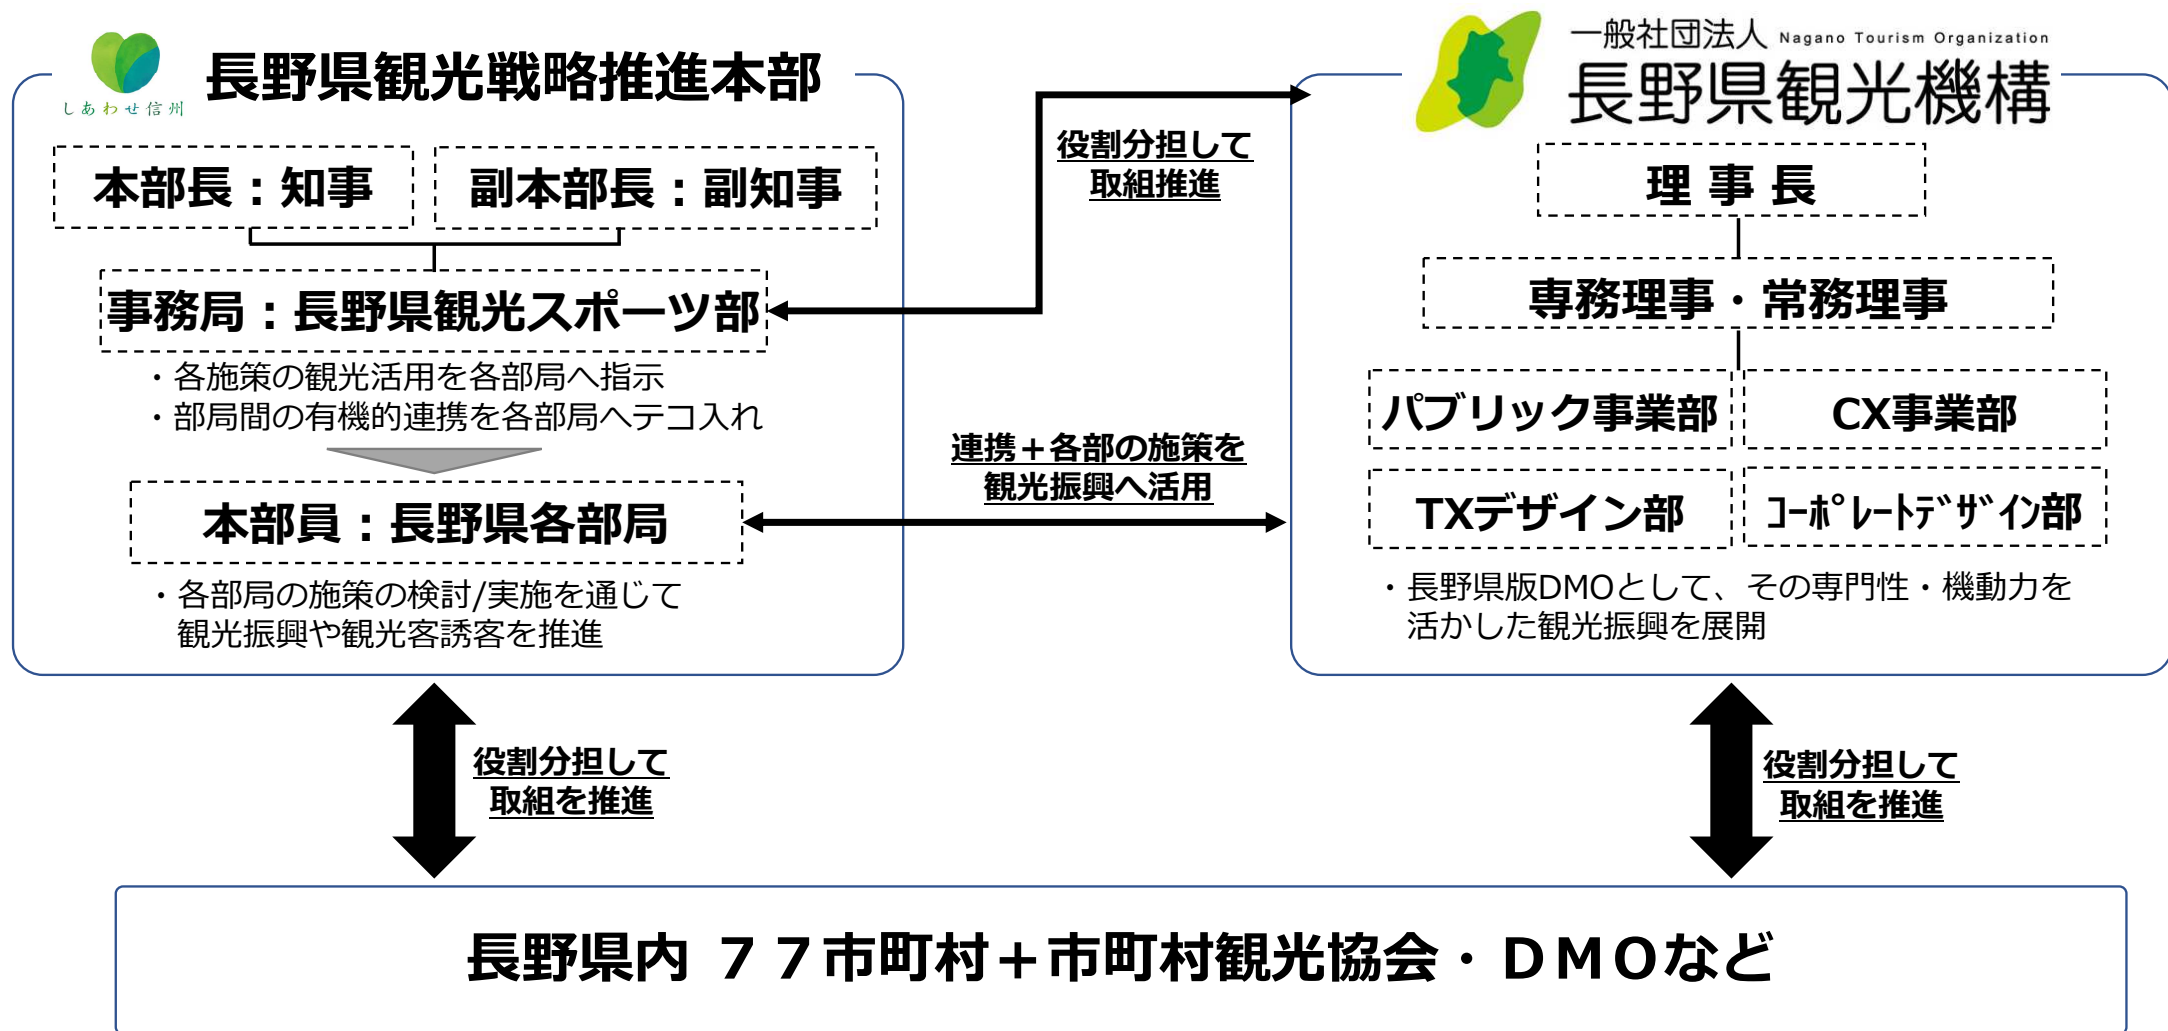 しあわせ信州
長野県観光戦略推進本部
本部長：知事
副本部長：副知事
事務局：長野県観光スポーツ部
・各施策の観光活用を各部局へ指示
・部局間の有機的連携を各部局へテコ入れ
本部員：長野県各部局
・各部局の施策の検討/実施を通じて
観光振興や観光客誘客を推進
役割分担して
取組推進
連携＋各部の施策を
観光振興へ活用
一般社団法人 Nagano Tourism Organization
長野県観光機構
理事長
専務理事・常務理事
パブリック事業部
CX事業部
TXデザイン部
ｺｰﾎﾟﾚｰﾄﾃﾞｻﾞｲﾝ部
・長野県版DMOとして、その専門性・機動力を
活かした観光振興を展開
役割分担して
取組を推進
役割分担して
取組を推進
長野県内 ７７市町村＋市町村観光協会・ＤＭＯなど